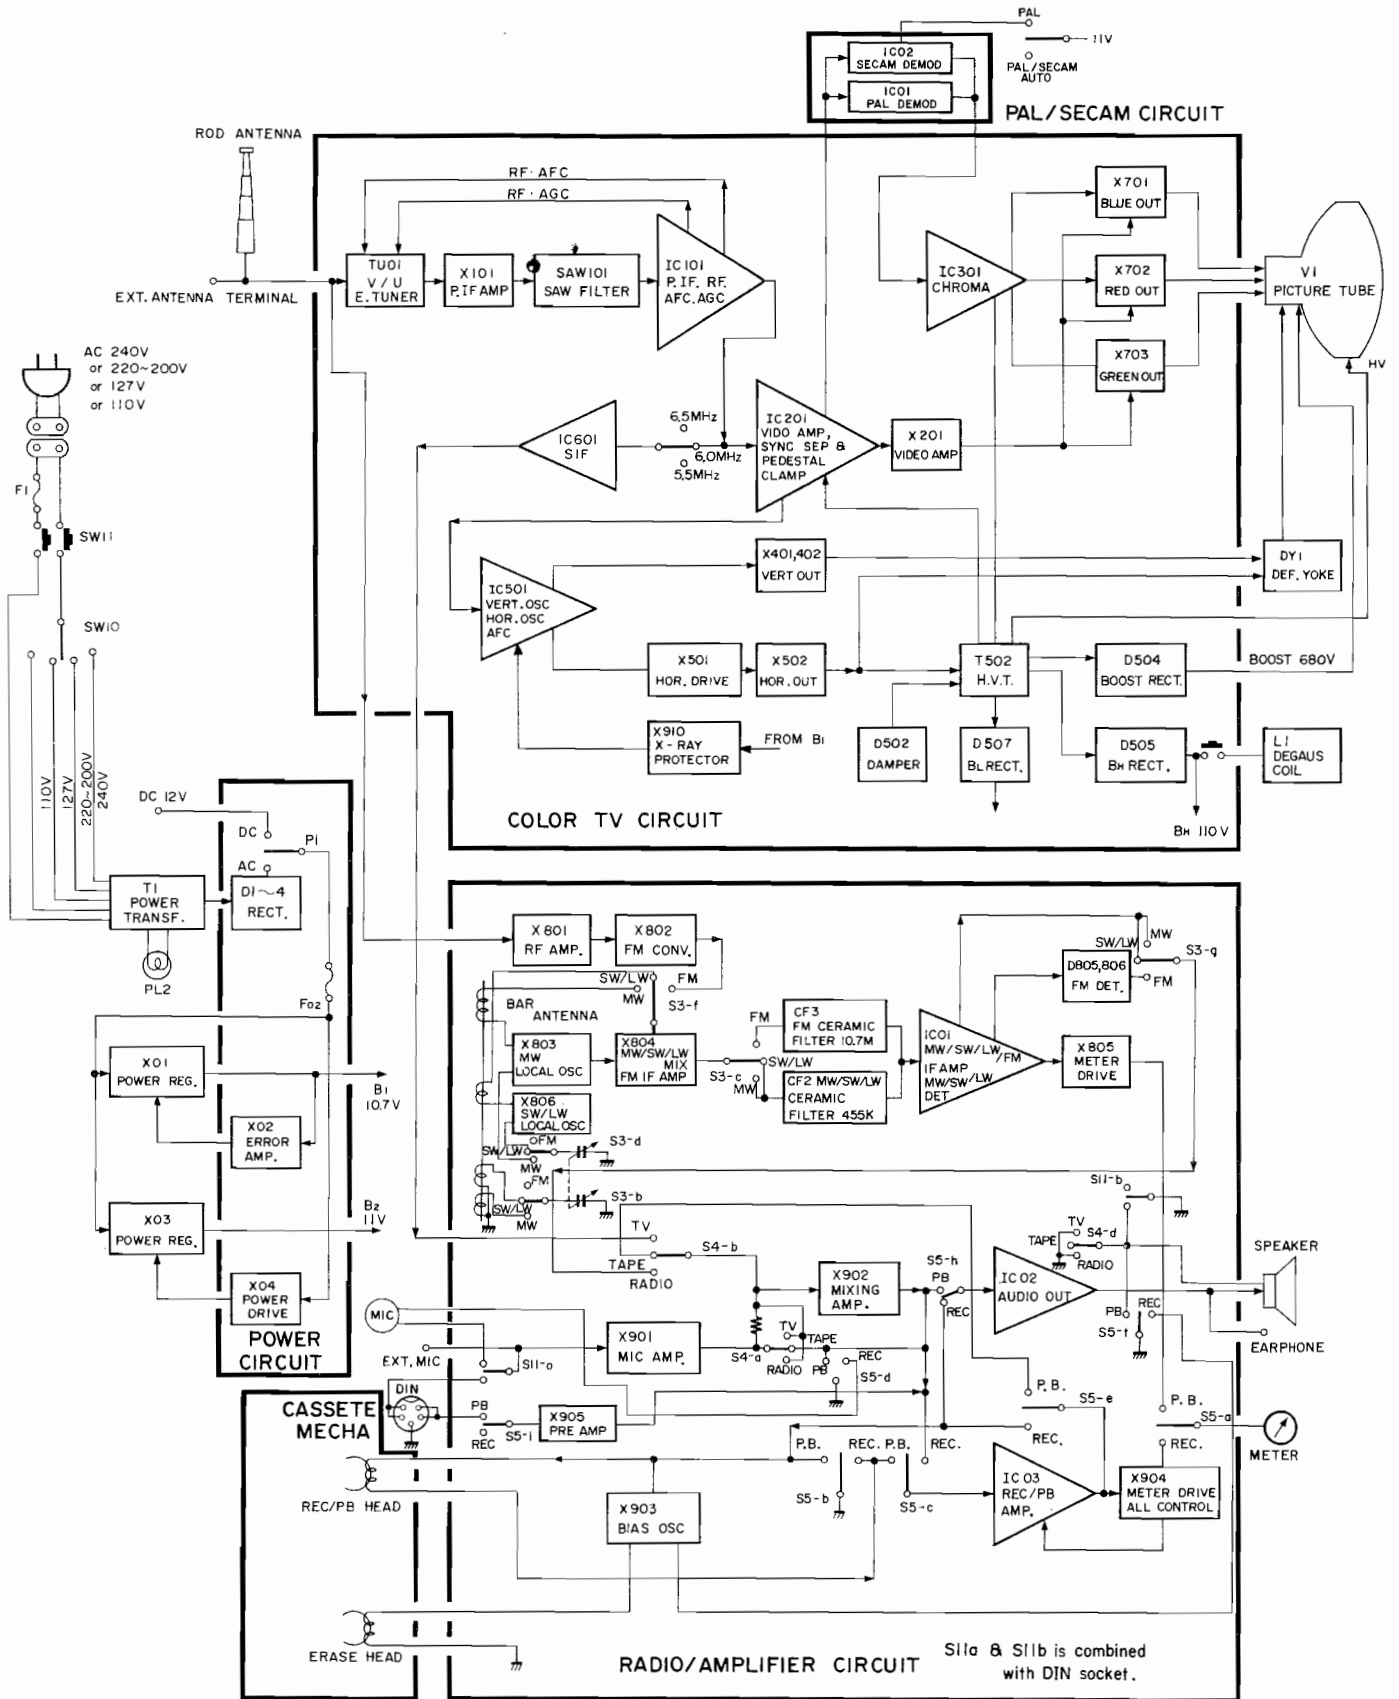 PAL
11V
PAL/SECAM
AUTO
IC02
SECAM DEMOD
IC01
PAL DEMOD
PAL/SECAM CIRCUIT
ROD ANTENNA
EXT. ANTENNA TERMINAL
RF·AFC
RF·AGC
TU01
V/U
E.TUNER
X101
P.IF AMP
SAW101
SAW FILTER
IC101
P.IF. RF.
AFC.AGC
IC301
CHROMA
X701
BLUE OUT
X702
RED OUT
X703
GREEN OUT
V1
PICTURE TUBE
HV
AC 240V
or 220~200V
or 127V
or 110V
F1
SW11
SW10
110V
127V
220~200V
240V
IC601
SIF
6.5MHz
6.0MHz
5.5MHz
IC201
VIDO AMP,
SYNC SEP &
PEDESTAL
CLAMP
X201
VIDEO AMP
IC501
VERT.OSC
HOR.OSC
AFC
X401,402
VERT OUT
DY1
DEF. YOKE
X501
HOR. DRIVE
X502
HOR. OUT
T502
H.V.T.
D504
BOOST RECT.
BOOST 680V
X910
X-RAY
PROTECTOR
FROM B1
D502
DAMPER
D507
BL RECT.
D505
BH RECT.
L1
DEGAUS
COIL
BH 110V
COLOR TV CIRCUIT
DC 12V
DC
P1
AC
T1
POWER
TRANSF.
D1~4
RECT.
PL2
F02
X01
POWER REG.
B1
10.7V
X02
ERROR
AMP.
X03
POWER REG.
B2
11V
X04
POWER
DRIVE
POWER
CIRCUIT
X801
RF AMP.
X802
FM CONV.
SW/LW
MW
FM
S3-f
BAR
ANTENNA
X803
MW
LOCAL OSC
X804
MW/SW/LW
MIX
FM IF AMP
X806
SW/LW
LOCAL OSC
FM
SW/LW
MW
S3-c
CF3
FM CERAMIC
FILTER 10.7M
CF2 MW/SW/LW
CERAMIC
FILTER 455K
IC01
MW/SW/LW/FM
IF AMP
MW/SW/LW
DET
D805,806
FM DET.
SW/LW
MW
FM
S3-g
X805
METER
DRIVE
FM
SW/LW
MW
S3-d
FM
SW/LW
MW
S3-b
TV
TAPE
RADIO
S4-b
MIC
EXT. MIC
S11-a
X901
MIC AMP.
X902
MIXING
AMP.
S4-a
TV
TAPE
RADIO
PB
REC
S5-d
S5-h
PB
REC
IC02
AUDIO OUT
S11-b
TV
TAPE
S4-d
RADIO
PB
REC
S5-f
SPEAKER
EARPHONE
CASSETE
MECHA
DIN
PB
REC
S5-i
X905
PRE AMP
P.B.
S5-e
REC.
P.B.
S5-a
REC.
METER
REC/PB HEAD
X903
BIAS OSC
P.B.
REC.
S5-b
P.B.
REC.
S5-c
IC03
REC/PB
AMP.
X904
METER DRIVE
ALL CONTROL
ERASE HEAD
RADIO/AMPLIFIER CIRCUIT
S11a & S11b is combined
with DIN socket.